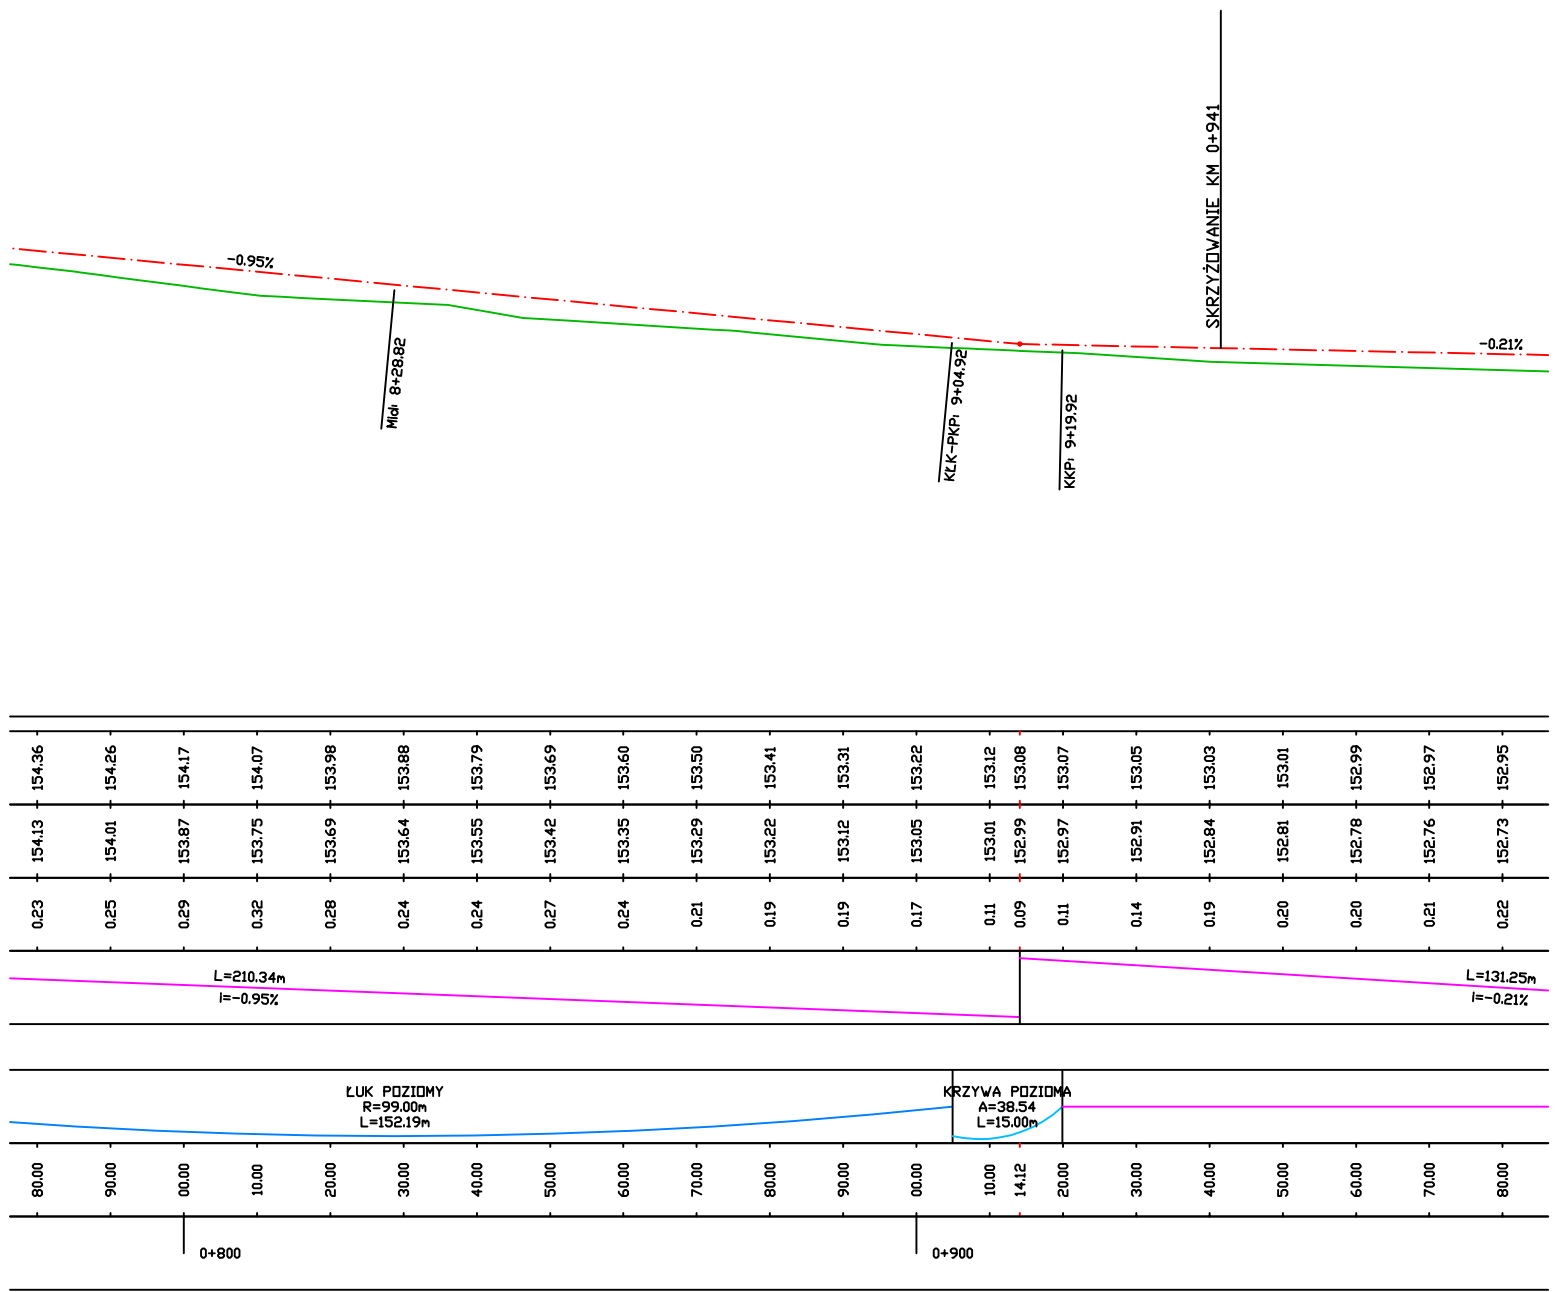 SKRZYŻOWANIE KM 0+941
-0.95%
-0.21%
Mid: 8+28.82
KŁK-PKP: 9+04.92
KKP: 9+19.92
154.36 154.26 154.17 154.07 153.98 153.88 153.79 153.69 153.60 153.50 153.41 153.31 153.22 153.12 153.08 153.07 153.05 153.03 153.01 152.99 152.97 152.95
154.13 154.01 153.87 153.75 153.69 153.64 153.55 153.42 153.35 153.29 153.22 153.12 153.05 153.01 152.99 152.97 152.91 152.84 152.81 152.78 152.76 152.73
0.23 0.25 0.29 0.32 0.28 0.24 0.24 0.27 0.24 0.21 0.19 0.19 0.17 0.11 0.09 0.11 0.14 0.19 0.20 0.20 0.21 0.22
L=210.34m
i=-0.95%
L=131.25m
i=-0.21%
ŁUK POZIOMY
R=99.00m
L=152.19m
KRZYWA POZIOMA
A=38.54
L=15.00m
80.00 90.00 00.00 10.00 20.00 30.00 40.00 50.00 60.00 70.00 80.00 90.00 00.00 10.00 14.12 20.00 30.00 40.00 50.00 60.00 70.00 80.00
0+800
0+900